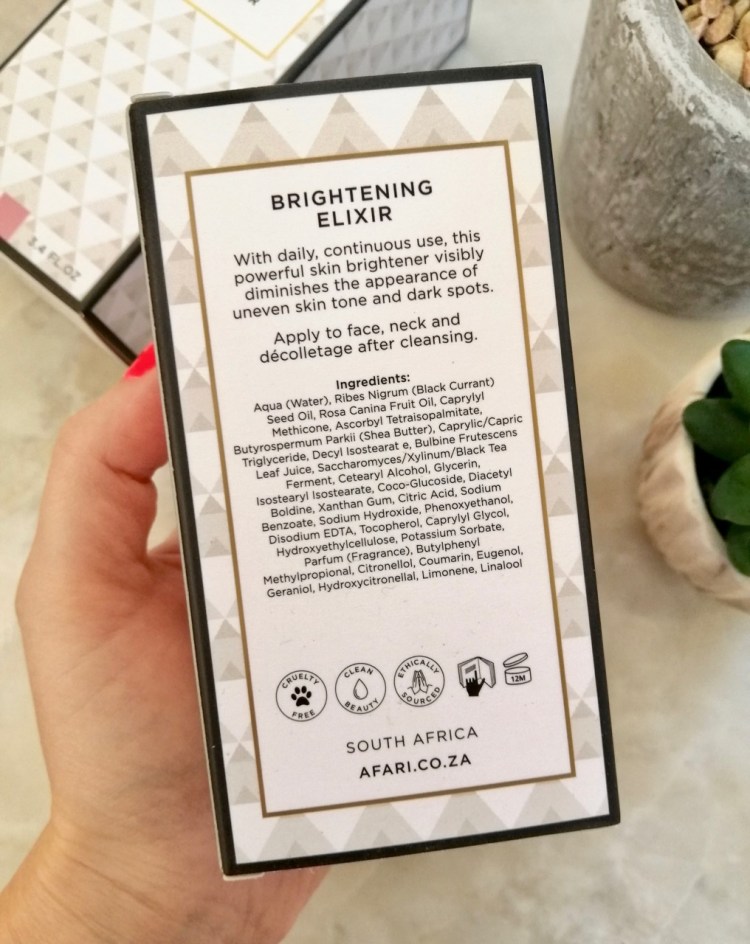 3.4 FL.OZ
BRIGHTENING
ELIXIR
With daily, continuous use, this
powerful skin brightener visibly
diminishes the appearance of
uneven skin tone and dark spots.
Apply to face, neck and
décolletage after cleansing.
Ingredients:
Aqua (Water), Ribes Nigrum (Black Currant)
Seed Oil, Rosa Canina Fruit Oil, Caprylyl
Methicone, Ascorbyl Tetraisopalmitate,
Butyrospermum Parkii (Shea Butter), Caprylic/Capric
Triglyceride, Decyl Isostearat e, Bulbine Frutescens
Leaf Juice, Saccharomyces/Xylinum/Black Tea
Ferment, Cetearyl Alcohol, Glycerin,
Isostearyl Isostearate, Coco-Glucoside, Diacetyl
Boldine, Xanthan Gum, Citric Acid, Sodium
Benzoate, Sodium Hydroxide, Phenoxyethanol,
Disodium EDTA, Tocopherol, Caprylyl Glycol,
Hydroxyethylcellulose, Potassium Sorbate,
Parfum (Fragrance), Butylphenyl
Methylpropional, Citronellol, Coumarin, Eugenol,
Geraniol, Hydroxycitronellal, Limonene, Linalool
CRUELTY
FREE
CLEAN
BEAUTY
ETHICALLY
SOURCED
12M
SOUTH AFRICA
AFARI.CO.ZA